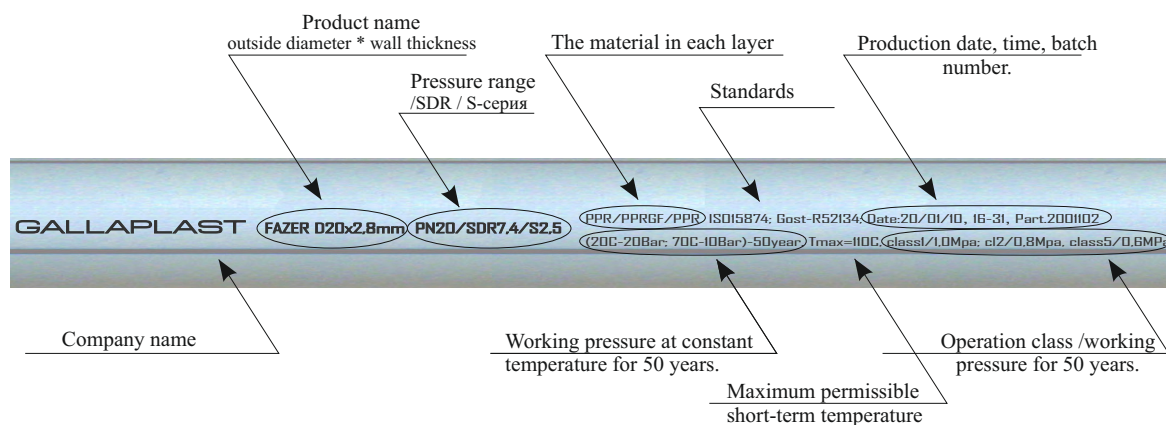 Product name
outside diameter * wall thickness
Pressure range
/SDR / S-серия
The material in each layer
Standards
Production date, time, batch
number.
GALLAPLAST FAZER D20x2,8mm PN20/SDR7,4/S2,5
PPR/PPRGF/PPR ISO15874; Gost-R52134; Date:20/01/10, 16-31, Part.2001102
(20C-20Bar; 70C-10Bar)-50year, Tmax=110C, class1/1,0Mpa; cl2/0,8Mpa, class5/0,6MPa
Company name
Working pressure at constant
temperature for 50 years.
Maximum permissible
short-term temperature
Operation class /working
pressure for 50 years.